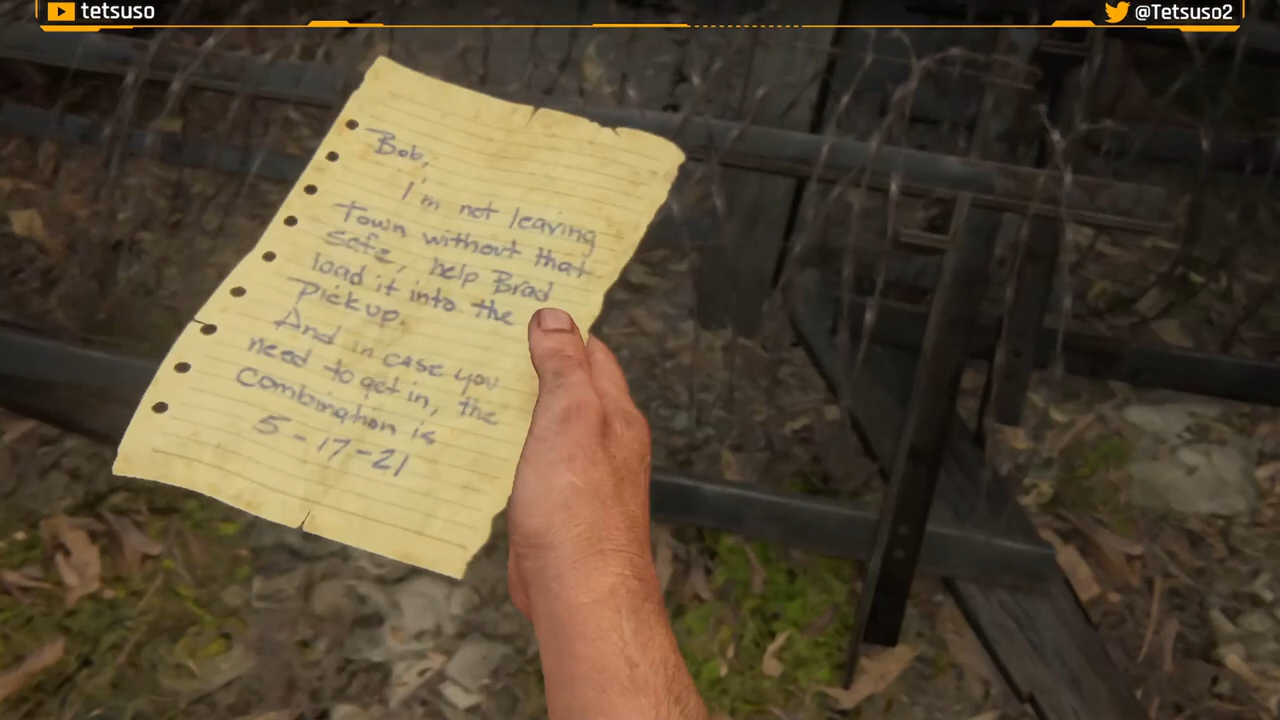 tetsuso
@Tetsuso2
Bob,
I'm not leaving
town without that
safe, help Brad
load it into the
Pickup.
And in case you
need to get in, the
Combination is
5-17-21